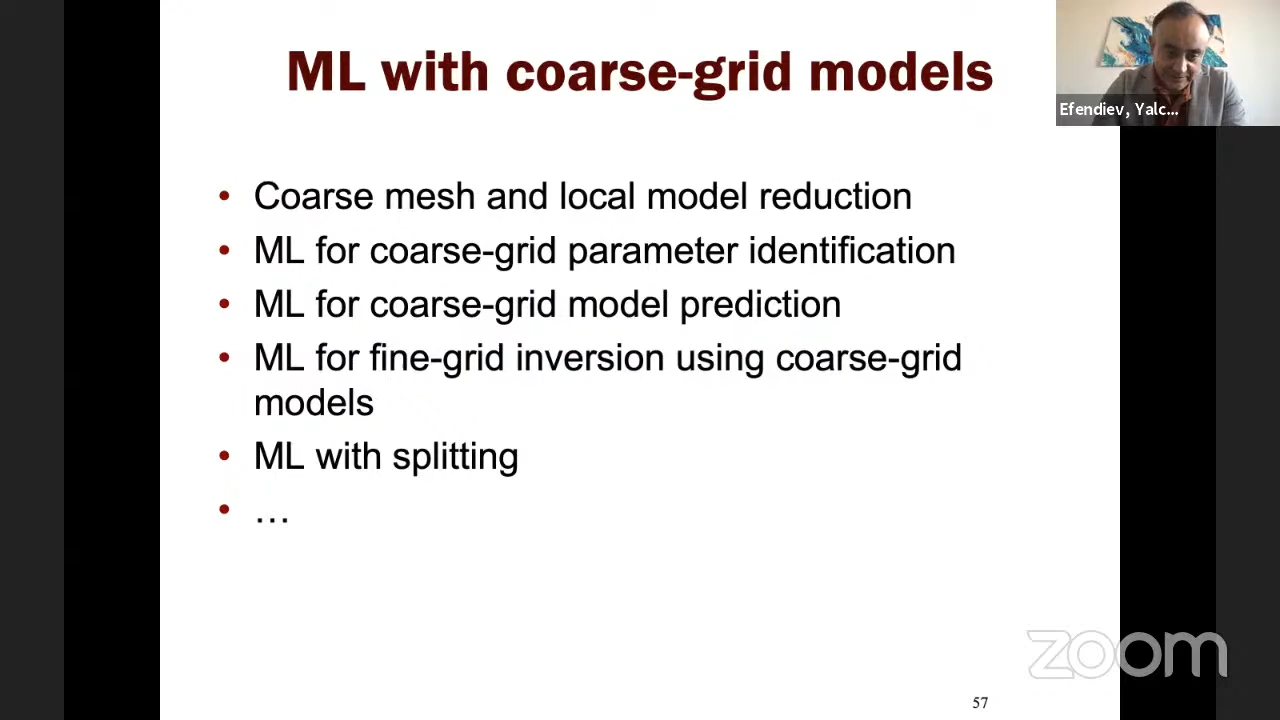 ML with coarse-grid models
Efendiev, Yalc...
• Coarse mesh and local model reduction
• ML for coarse-grid parameter identification
• ML for coarse-grid model prediction
• ML for fine-grid inversion using coarse-grid
models
• ML with splitting
• …
zoom
57